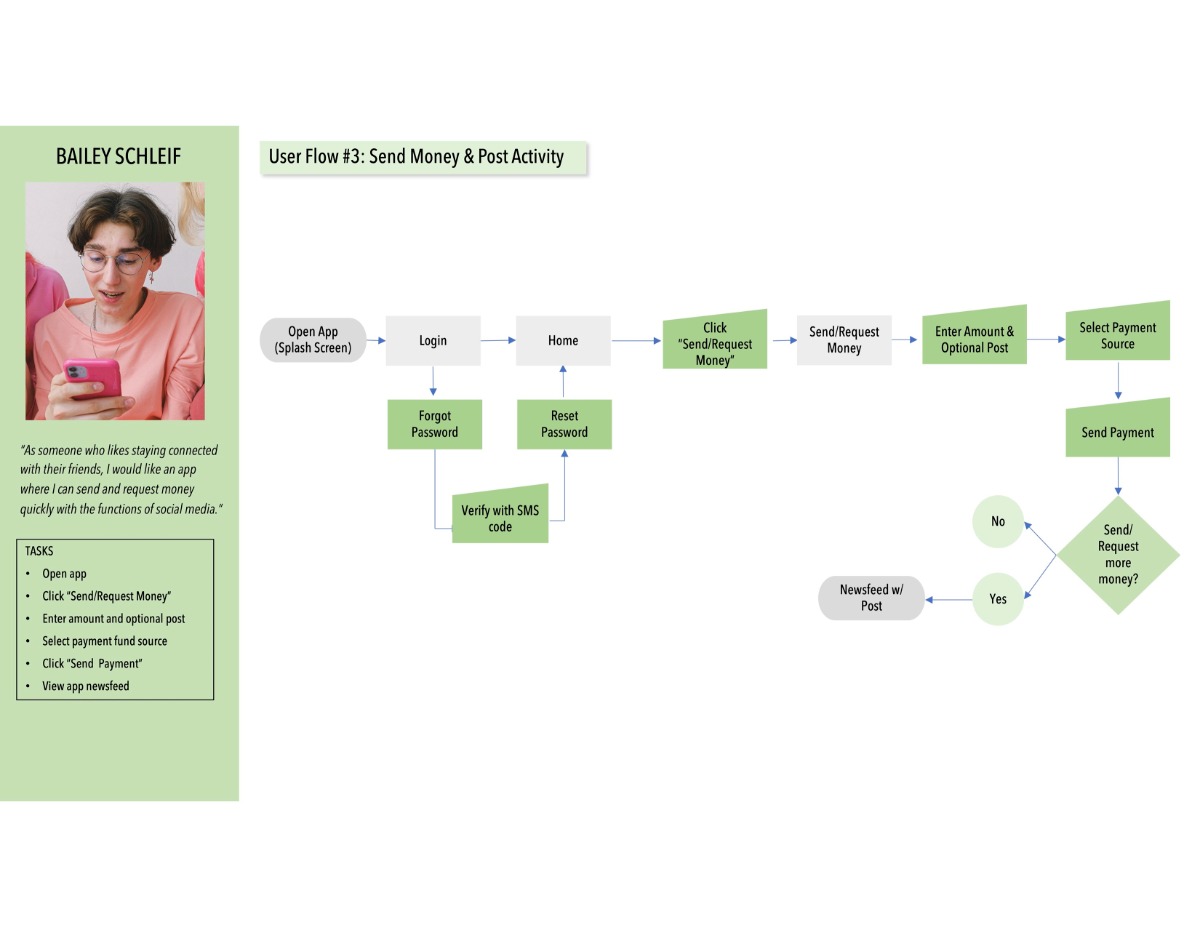 BAILEY SCHLEIF
“As someone who likes staying connected
with their friends, I would like an app
where I can send and request money
quickly with the functions of social media.”
TASKS
• Open app
• Click “Send/Request Money”
• Enter amount and optional post
• Select payment fund source
• Click “Send  Payment”
• View app newsfeed
User Flow #3: Send Money & Post Activity
Open App
(Splash Screen)
Login
Home
Click
“Send/Request
Money”
Send/Request
Money
Enter Amount &
Optional Post
Select Payment
Source
Forgot
Password
Reset
Password
Verify with SMS
code
Send Payment
Send/
Request
more
money?
No
Yes
Newsfeed w/
Post